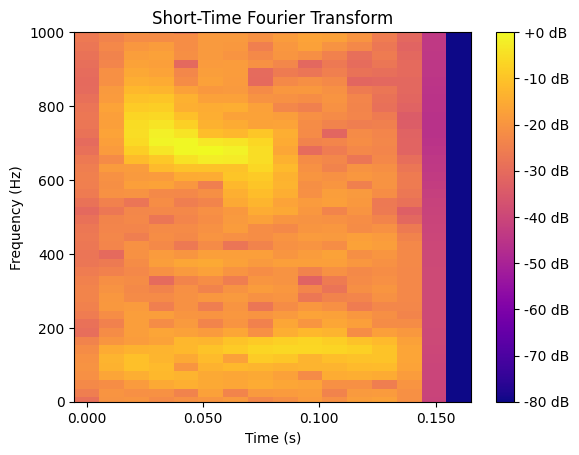 Short-Time Fourier Transform
Frequency (Hz)
1000
800
600
400
200
0
0.000
0.050
0.100
0.150
Time (s)
+0 dB
-10 dB
-20 dB
-30 dB
-40 dB
-50 dB
-60 dB
-70 dB
-80 dB